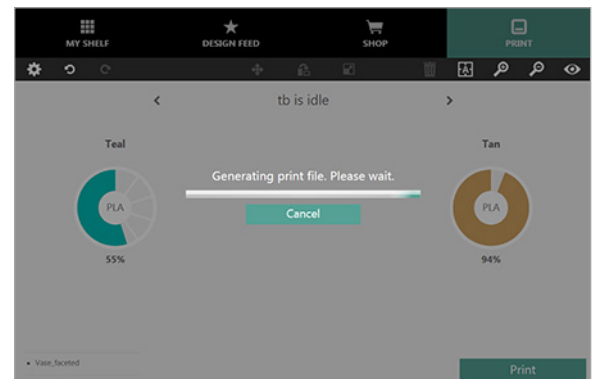 MY SHELF
DESIGN FEED
SHOP
PRINT
tb is idle
Teal
Tan
Generating print file. Please wait.
PLA
PLA
Cancel
55%
94%
Vase_faceted
Print